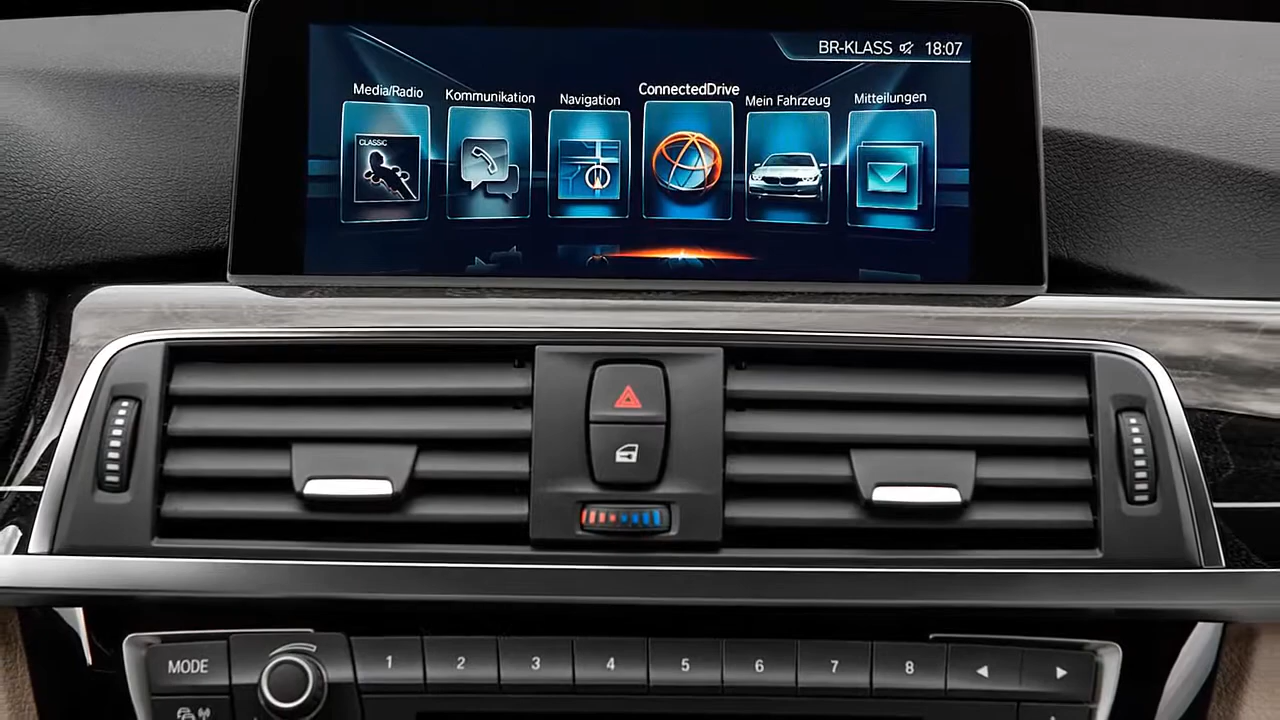 BR-KLASS 18:07
Media/Radio
Kommunikation
Navigation
ConnectedDrive
Mein Fahrzeug
Mitteilungen
CLASSIC
MODE
1 2 3 4 5 6 7 8